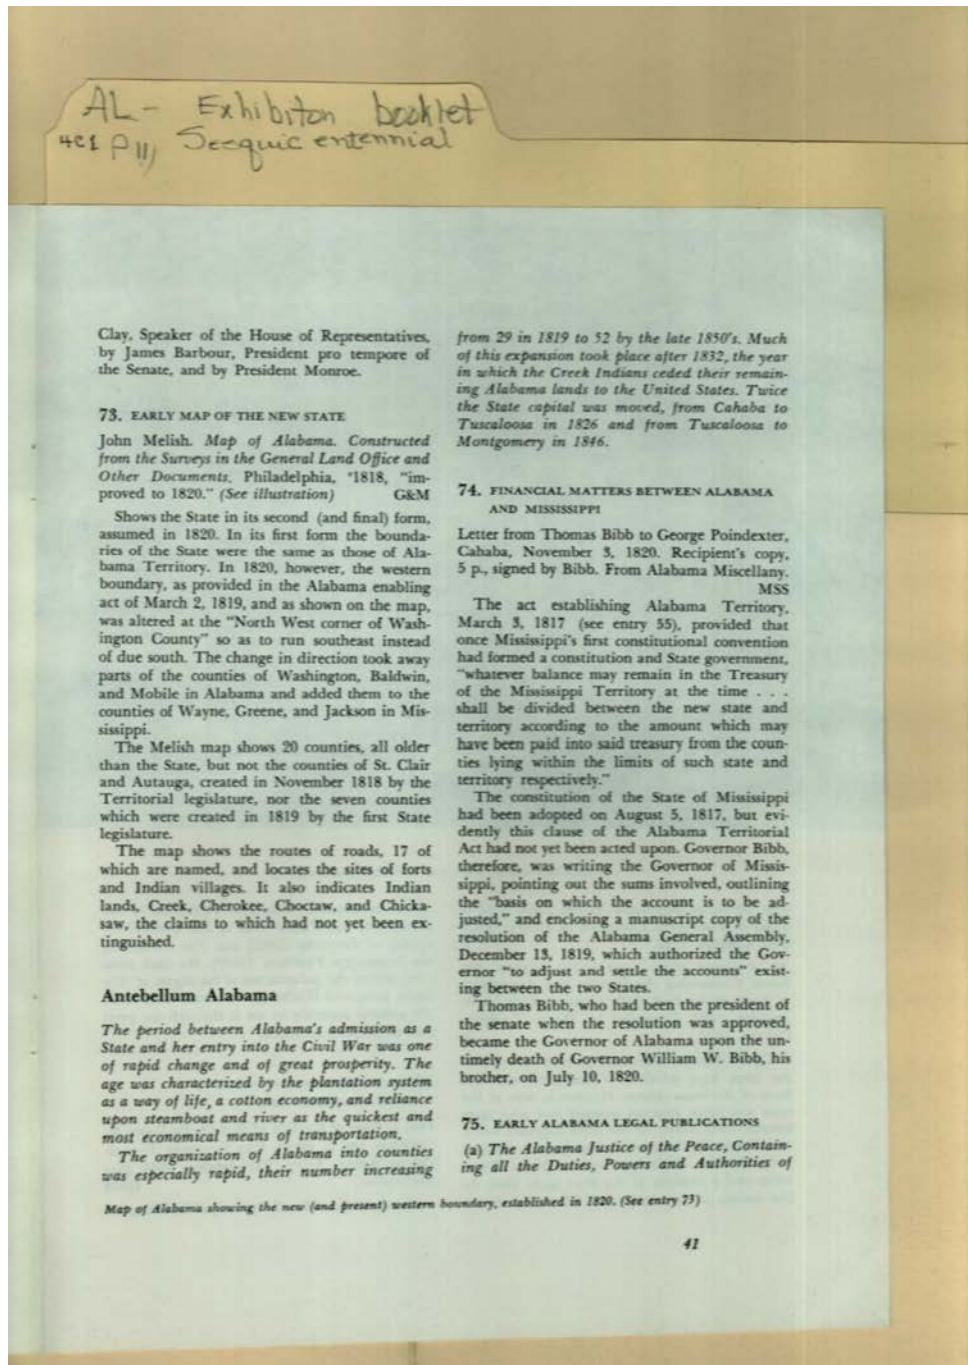 AL - Exhibiton booklet
4c1 P 11, Sesquicentennial
Clay, Speaker of the House of Representatives,
by James Barbour, President pro tempore of
the Senate, and by President Monroe.
73. EARLY MAP OF THE NEW STATE
John Melish. Map of Alabama. Constructed
from the Surveys in the General Land Office and
Other Documents. Philadelphia, °1818, "im-
proved to 1820." (See illustration) G&M
Shows the State in its second (and final) form,
assumed in 1820. In its first form the bounda-
ries of the State were the same as those of Ala-
bama Territory. In 1820, however, the western
boundary, as provided in the Alabama enabling
act of March 2, 1819, and as shown on the map,
was altered at the "North West corner of Wash-
ington County" so as to run southeast instead
of due south. The change in direction took away
parts of the counties of Washington, Baldwin,
and Mobile in Alabama and added them to the
counties of Wayne, Greene, and Jackson in Mis-
sissippi.
The Melish map shows 20 counties, all older
than the State, but not the counties of St. Clair
and Autauga, created in November 1818 by the
Territorial legislature, nor the seven counties
which were created in 1819 by the first State
legislature.
The map shows the routes of roads, 17 of
which are named, and locates the sites of forts
and Indian villages. It also indicates Indian
lands, Creek, Cherokee, Choctaw, and Chicka-
saw, the claims to which had not yet been ex-
tinguished.
Antebellum Alabama
The period between Alabama's admission as a
State and her entry into the Civil War was one
of rapid change and of great prosperity. The
age was characterized by the plantation system
as a way of life, a cotton economy, and reliance
upon steamboat and river as the quickest and
most economical means of transportation.
The organization of Alabama into counties
was especially rapid, their number increasing
from 29 in 1819 to 52 by the late 1850's. Much
of this expansion took place after 1832, the year
in which the Creek Indians ceded their remain-
ing Alabama lands to the United States. Twice
the State capital was moved, from Cahaba to
Tuscaloosa in 1826 and from Tuscaloosa to
Montgomery in 1846.
74. FINANCIAL MATTERS BETWEEN ALABAMA
AND MISSISSIPPI
Letter from Thomas Bibb to George Poindexter,
Cahaba, November 3, 1820. Recipient's copy,
5 p., signed by Bibb. From Alabama Miscellany.
MSS
The act establishing Alabama Territory,
March 3, 1817 (see entry 55), provided that
once Mississippi's first constitutional convention
had formed a constitution and State government,
"whatever balance may remain in the Treasury
of the Mississippi Territory at the time . . .
shall be divided between the new state and
territory according to the amount which may
have been paid into said treasury from the coun-
ties lying within the limits of such state and
territory respectively."
The constitution of the State of Mississippi
had been adopted on August 5, 1817, but evi-
dently this clause of the Alabama Territorial
Act had not yet been acted upon. Governor Bibb,
therefore, was writing the Governor of Missis-
sippi, pointing out the sums involved, outlining
the "basis on which the account is to be ad-
justed," and enclosing a manuscript copy of the
resolution of the Alabama General Assembly,
December 13, 1819, which authorized the Gov-
ernor "to adjust and settle the accounts" exist-
ing between the two States.
Thomas Bibb, who had been the president of
the senate when the resolution was approved,
became the Governor of Alabama upon the un-
timely death of Governor William W. Bibb, his
brother, on July 10, 1820.
75. EARLY ALABAMA LEGAL PUBLICATIONS
(a) The Alabama Justice of the Peace, Contain-
ing all the Duties, Powers and Authorities of
Map of Alabama showing the new (and present) western boundary, established in 1820. (See entry 73)
41